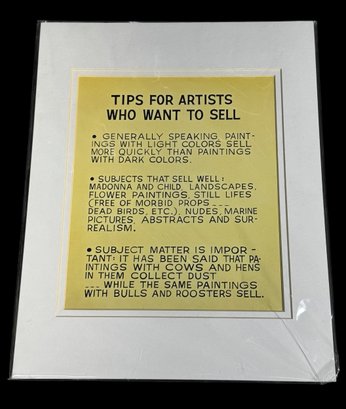 TIPS FOR ARTISTS
WHO WANT TO SELL
• GENERALLY SPEAKING, PAINT-
INGS WITH LIGHT COLORS SELL
MORE QUICKLY THAN PAINTINGS
WITH DARK COLORS.
• SUBJECTS THAT SELL WELL:
MADONNA AND CHILD, LANDSCAPES,
FLOWER PAINTINGS, STILL LIFES
(FREE OF MORBID PROPS ___
DEAD BIRDS, ETC.), NUDES, MARINE
PICTURES, ABSTRACTS AND SUR-
REALISM.
• SUBJECT MATTER IS IMPOR-
TANT: IT HAS BEEN SAID THAT PA-
INTINGS WITH COWS AND HENS
IN THEM COLLECT DUST
___ WHILE THE SAME PAINTINGS
WITH BULLS AND ROOSTERS SELL.